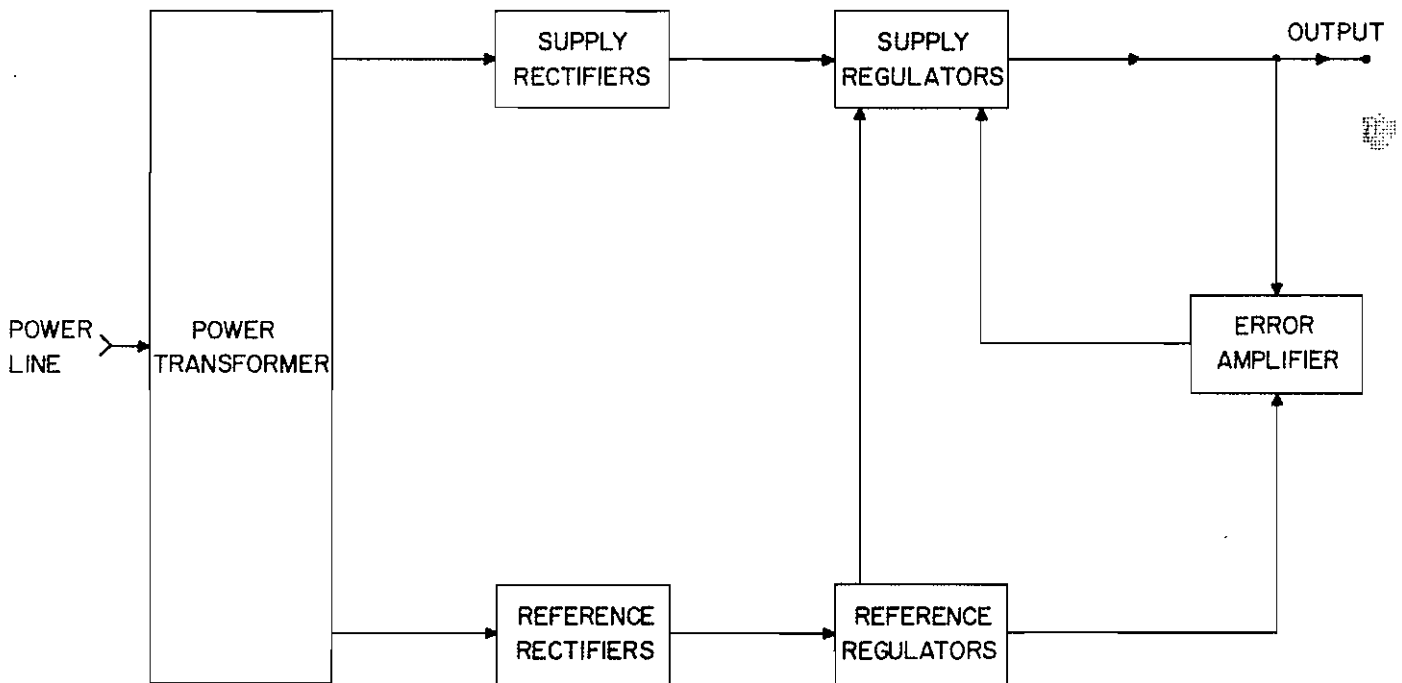 SUPPLY
RECTIFIERS
SUPPLY
REGULATORS
OUTPUT
POWER
LINE
POWER
TRANSFORMER
ERROR
AMPLIFIER
REFERENCE
RECTIFIERS
REFERENCE
REGULATORS